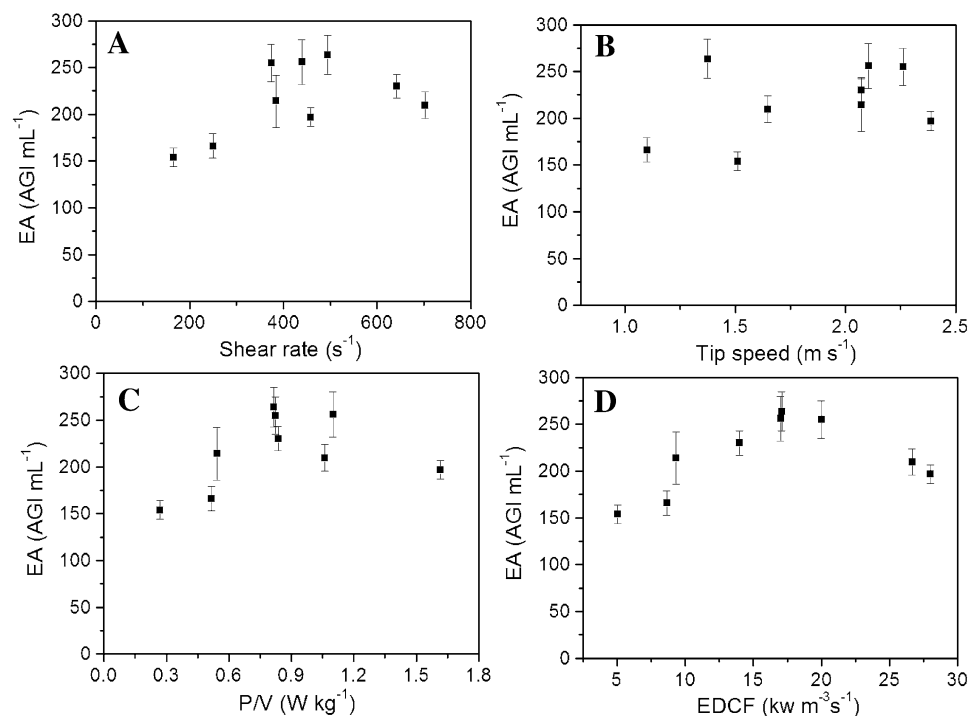 A
EA (AGI mL⁻¹)
300
250
200
150
100
50
0
0 200 400 600 800
Shear rate (s⁻¹)
B
EA (AGI mL⁻¹)
300
250
200
150
100
50
0
1.0 1.5 2.0 2.5
Tip speed (m s⁻¹)
C
EA (AGI mL⁻¹)
300
250
200
150
100
50
0
0.0 0.3 0.6 0.9 1.2 1.5 1.8
P/V (W kg⁻¹)
D
EA (AGI mL⁻¹)
300
250
200
150
100
50
0
5 10 15 20 25 30
EDCF (kw m⁻³s⁻¹)